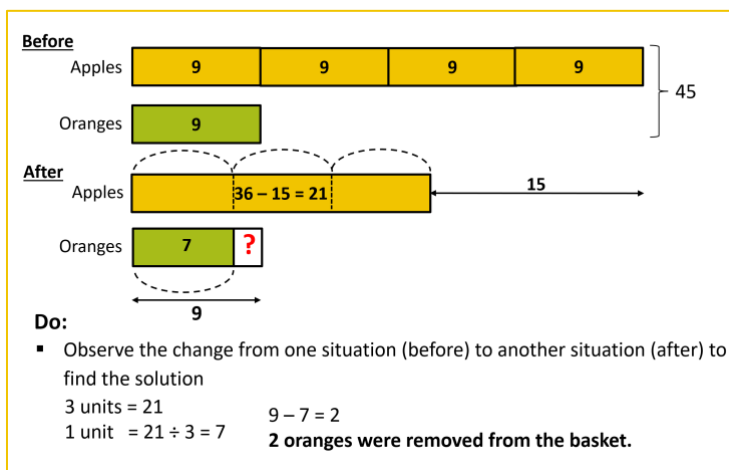 Before
Apples 9 9 9 9
45
Oranges 9
After
Apples 36 – 15 = 21 15
Oranges 7 ?
9
Do:
▪ Observe the change from one situation (before) to another situation (after) to
find the solution
3 units = 21
1 unit = 21 ÷ 3 = 7
9 – 7 = 2
2 oranges were removed from the basket.